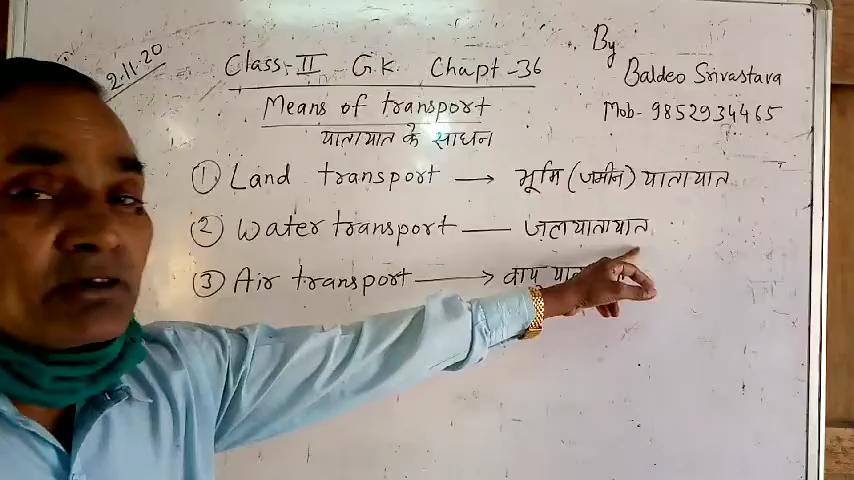 2.11.20
Class-II G.K. Chapt-36
By
Baldeo Srivastava
Mob- 9852934465
Means of transport
यातायात के साधन
① Land transport → भूमि (जमीन) यातायात
② Water transport — ज़लायातायात
③ Air transport → वायु